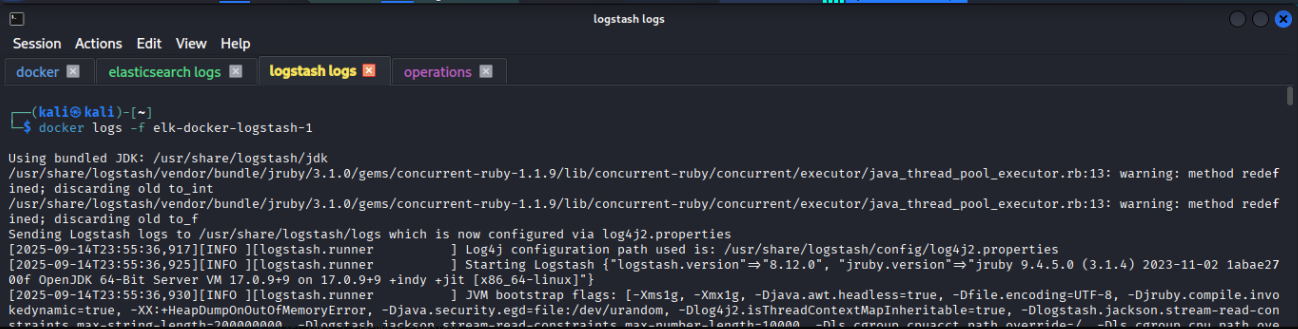 logstash logs
Session Actions Edit View Help
docker elasticsearch logs logstash logs operations
┌──(kali㉿kali)-[~]
└─$ docker logs -f elk-docker-logstash-1
Using bundled JDK: /usr/share/logstash/jdk
/usr/share/logstash/vendor/bundle/jruby/3.1.0/gems/concurrent-ruby-1.1.9/lib/concurrent-ruby/concurrent/executor/java_thread_pool_executor.rb:13: warning: method redef
ined; discarding old to_int
/usr/share/logstash/vendor/bundle/jruby/3.1.0/gems/concurrent-ruby-1.1.9/lib/concurrent-ruby/concurrent/executor/java_thread_pool_executor.rb:13: warning: method redef
ined; discarding old to_f
Sending Logstash logs to /usr/share/logstash/logs which is now configured via log4j2.properties
[2025-09-14T23:55:36,917][INFO ][logstash.runner          ] Log4j configuration path used is: /usr/share/logstash/config/log4j2.properties
[2025-09-14T23:55:36,925][INFO ][logstash.runner          ] Starting Logstash {"logstash.version"=>"8.12.0", "jruby.version"=>"jruby 9.4.5.0 (3.1.4) 2023-11-02 1abae27
00f OpenJDK 64-Bit Server VM 17.0.9+9 on 17.0.9+9 +indy +jit [x86_64-linux]"}
[2025-09-14T23:55:36,930][INFO ][logstash.runner          ] JVM bootstrap flags: [-Xms1g, -Xmx1g, -Djava.awt.headless=true, -Dfile.encoding=UTF-8, -Djruby.compile.invo
kedynamic=true, -XX:+HeapDumpOnOutOfMemoryError, -Djava.security.egd=file:/dev/urandom, -Dlog4j2.isThreadContextMapInheritable=true, -Dlogstash.jackson.stream-read-con
straints.max-string-length=200000000, -Dlogstash.jackson.stream-read-constraints.max-number-length=10000, -Dls.cgroup.cpuacct.path.override=/, -Dls.cgroup.cpu.path.ove